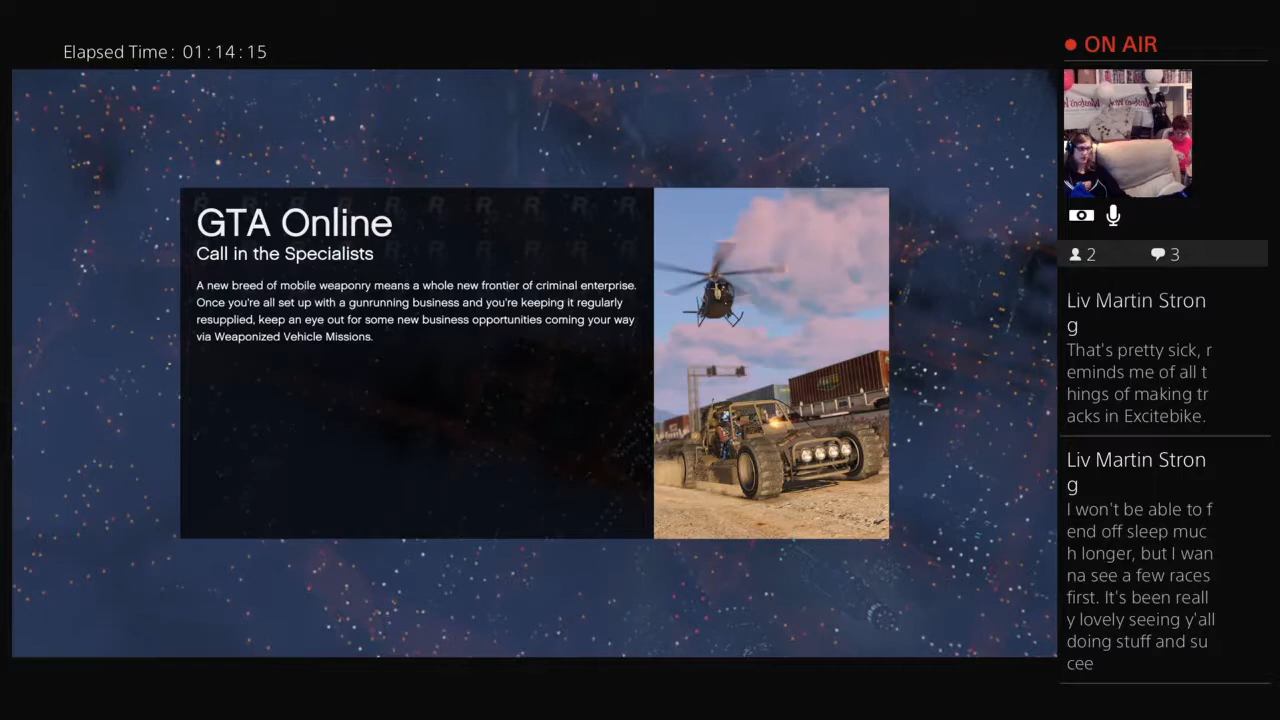 Elapsed Time: 01:14:15
ON AIR
GTA Online
Call in the Specialists
A new breed of mobile weaponry means a whole new frontier of criminal enterprise.
Once you're all set up with a gunrunning business and you're keeping it regularly
resupplied, keep an eye out for some new business opportunities coming your way
via Weaponized Vehicle Missions.
2
3
Liv Martin Stron
g
That's pretty sick, r
eminds me of all t
hings of making tr
acks in Excitebike.
Liv Martin Stron
g
I won't be able to f
end off sleep muc
h longer, but I wan
na see a few races
first. It's been reall
y lovely seeing y'all
doing stuff and su
cee